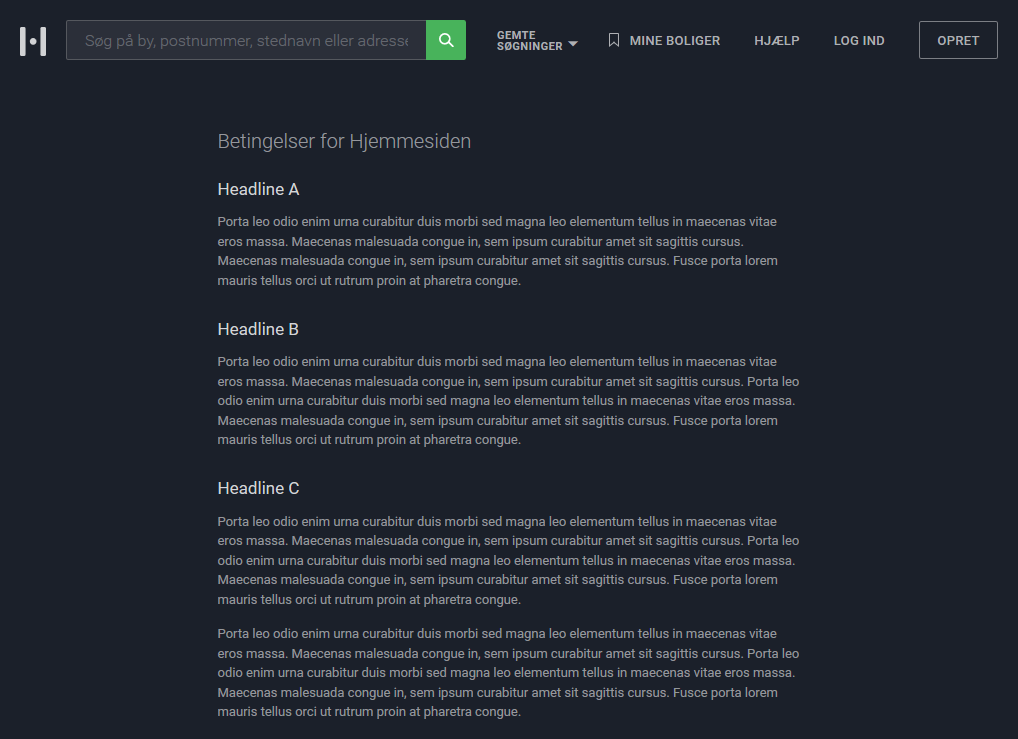 Søg på by, postnummer, stednavn eller adresse
GEMTE
SØGNINGER
MINE BOLIGER
HJÆLP
LOG IND
OPRET
Betingelser for Hjemmesiden
Headline A
Porta leo odio enim urna curabitur duis morbi sed magna leo elementum tellus in maecenas vitae
eros massa. Maecenas malesuada congue in, sem ipsum curabitur amet sit sagittis cursus.
Maecenas malesuada congue in, sem ipsum curabitur amet sit sagittis cursus. Fusce porta lorem
mauris tellus orci ut rutrum proin at pharetra congue.
Headline B
Porta leo odio enim urna curabitur duis morbi sed magna leo elementum tellus in maecenas vitae
eros massa. Maecenas malesuada congue in, sem ipsum curabitur amet sit sagittis cursus. Porta leo
odio enim urna curabitur duis morbi sed magna leo elementum tellus in maecenas vitae eros massa.
Maecenas malesuada congue in, sem ipsum curabitur amet sit sagittis cursus. Fusce porta lorem
mauris tellus orci ut rutrum proin at pharetra congue.
Headline C
Porta leo odio enim urna curabitur duis morbi sed magna leo elementum tellus in maecenas vitae
eros massa. Maecenas malesuada congue in, sem ipsum curabitur amet sit sagittis cursus. Porta leo
odio enim urna curabitur duis morbi sed magna leo elementum tellus in maecenas vitae eros massa.
Maecenas malesuada congue in, sem ipsum curabitur amet sit sagittis cursus. Fusce porta lorem
mauris tellus orci ut rutrum proin at pharetra congue.
Porta leo odio enim urna curabitur duis morbi sed magna leo elementum tellus in maecenas vitae
eros massa. Maecenas malesuada congue in, sem ipsum curabitur amet sit sagittis cursus. Porta leo
odio enim urna curabitur duis morbi sed magna leo elementum tellus in maecenas vitae eros massa.
Maecenas malesuada congue in, sem ipsum curabitur amet sit sagittis cursus. Fusce porta lorem
mauris tellus orci ut rutrum proin at pharetra congue.